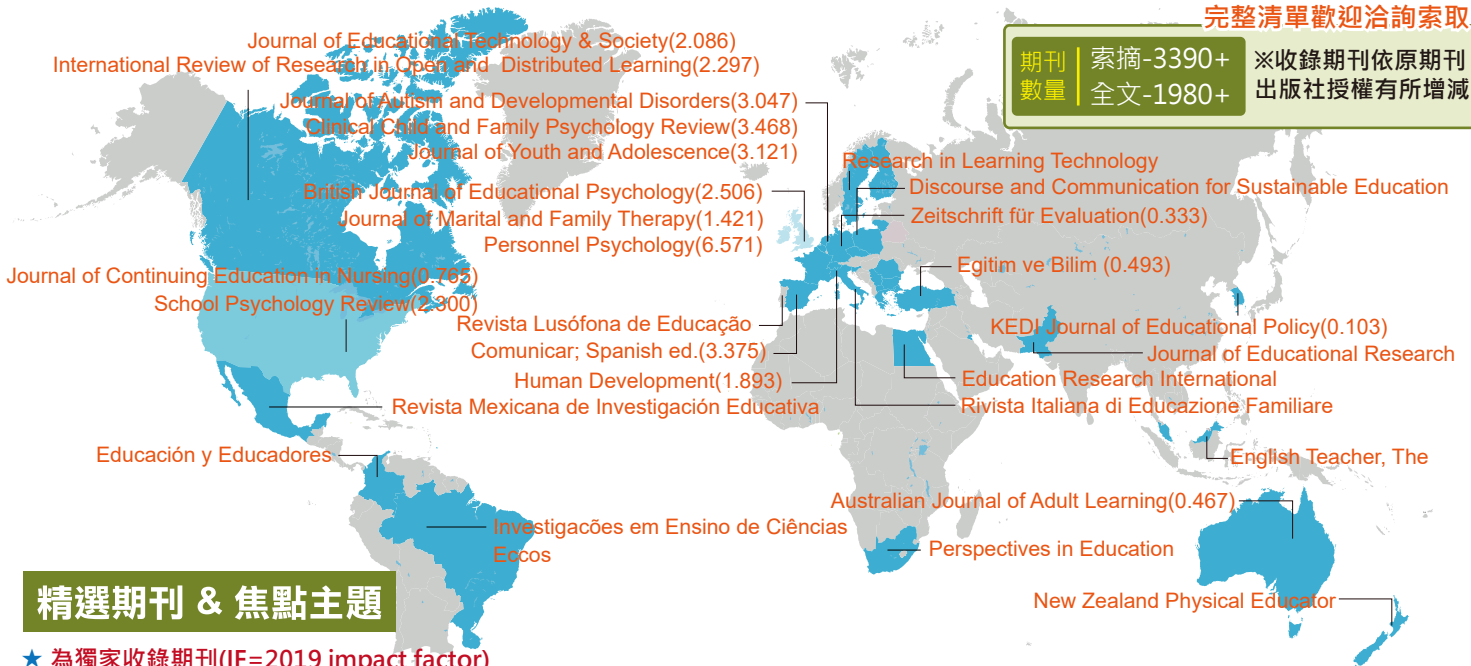 完整清單歡迎洽詢索取
期刊
數量
索摘-3390+
全文-1980+
※收錄期刊依原期刊
出版社授權有所增減
Journal of Educational Technology & Society(2.086)
International Review of Research in Open and Distributed Learning(2.297)
Journal of Autism and Developmental Disorders(3.047)
Clinical Child and Family Psychology Review(3.468)
Journal of Youth and Adolescence(3.121)
British Journal of Educational Psychology(2.506)
Journal of Marital and Family Therapy(1.421)
Personnel Psychology(6.571)
Research in Learning Technology
Discourse and Communication for Sustainable Education
Zeitschrift für Evaluation(0.333)
Egitim ve Bilim (0.493)
Journal of Continuing Education in Nursing(0.765)
School Psychology Review(2.300)
Revista Lusófona de Educação
Comunicar; Spanish ed.(3.375)
Human Development(1.893)
Revista Mexicana de Investigación Educativa
KEDI Journal of Educational Policy(0.103)
Journal of Educational Research
Education Research International
Rivista Italiana di Educazione Familiare
Educación y Educadores
English Teacher, The
Australian Journal of Adult Learning(0.467)
Investigacões em Ensino de Ciências
Eccos
Perspectives in Education
New Zealand Physical Educator
精選期刊 & 焦點主題
★ 為獨家收錄期刊(IF=2019 impact factor)